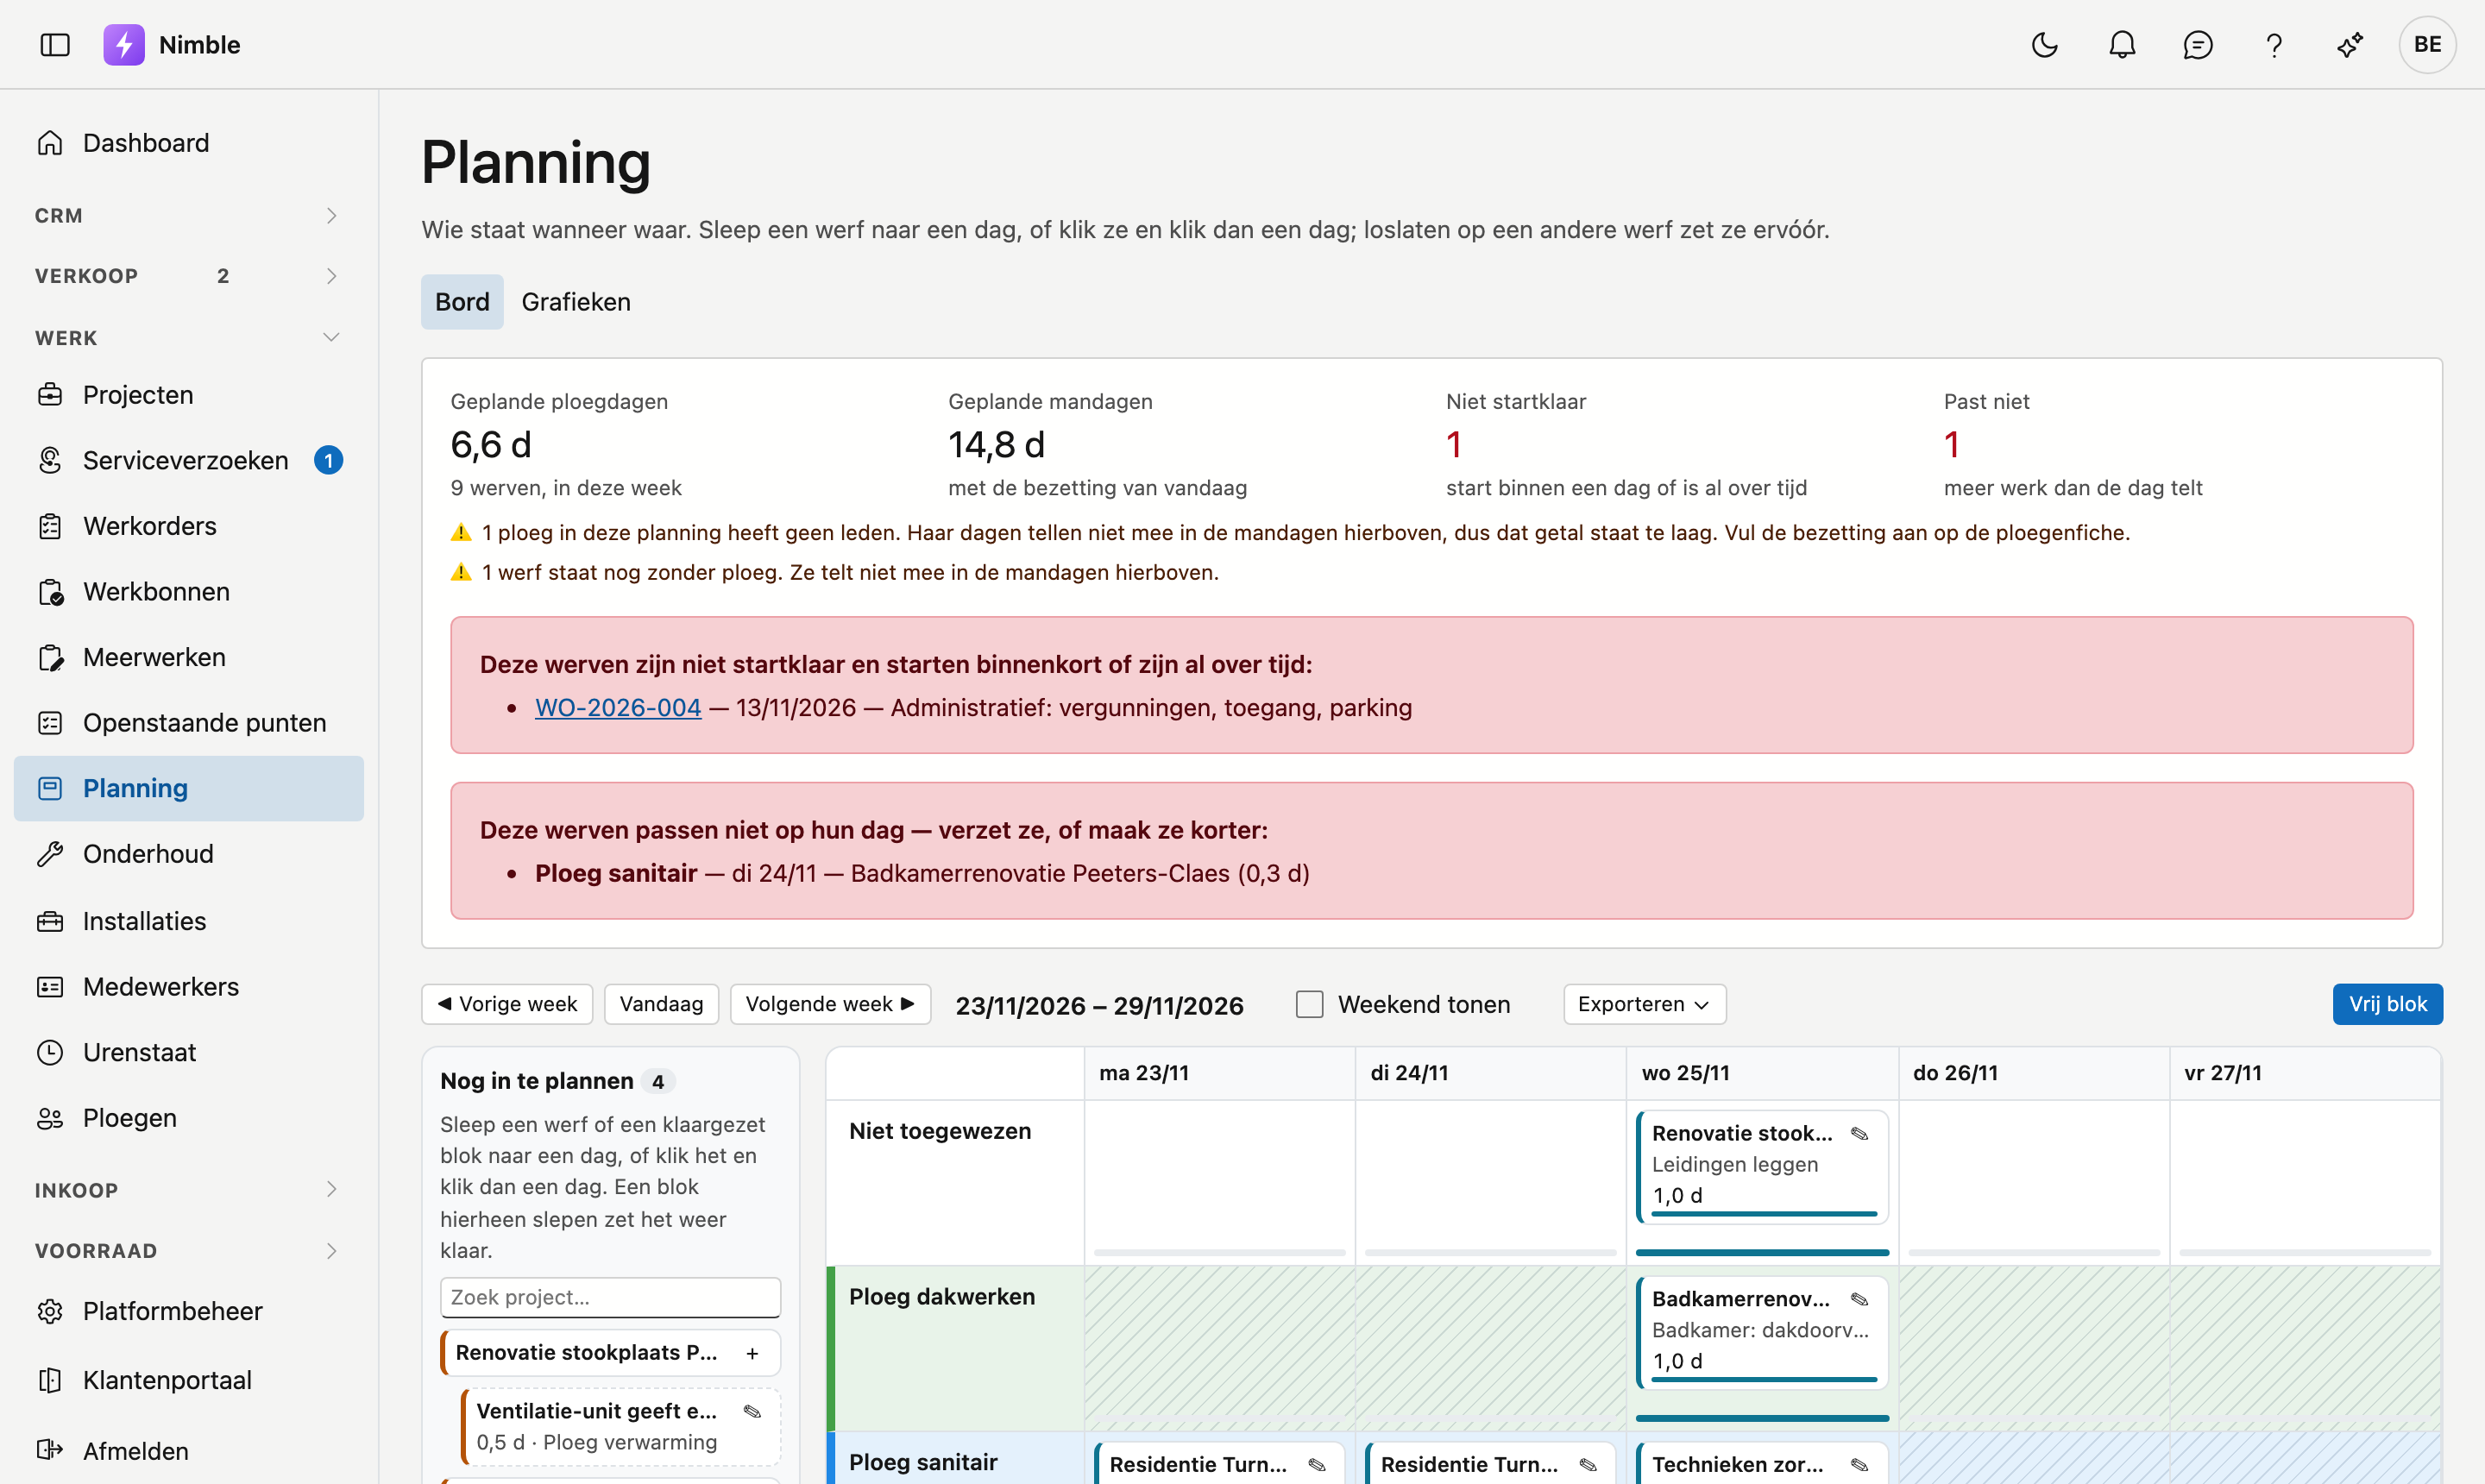 Nimble
BE
Dashboard
CRM
VERKOOP 2
WERK
Projecten
Serviceverzoeken 1
Werkorders
Werkbonnen
Meerwerken
Openstaande punten
Planning
Onderhoud
Installaties
Medewerkers
Urenstaat
Ploegen
INKOOP
VOORRAAD
Platformbeheer
Klantenportaal
Afmelden
Planning
Wie staat wanneer waar. Sleep een werf naar een dag, of klik ze en klik dan een dag; loslaten op een andere werf zet ze ervóór.
Bord Grafieken
Geplande ploegdagen
6,6 d
9 werven, in deze week
Geplande mandagen
14,8 d
met de bezetting van vandaag
Niet startklaar
1
start binnen een dag of is al over tijd
Past niet
1
meer werk dan de dag telt
1 ploeg in deze planning heeft geen leden. Haar dagen tellen niet mee in de mandagen hierboven, dus dat getal staat te laag. Vul de bezetting aan op de ploegenfiche.
1 werf staat nog zonder ploeg. Ze telt niet mee in de mandagen hierboven.
Deze werven zijn niet startklaar en starten binnenkort of zijn al over tijd:
• WO-2026-004 — 13/11/2026 — Administratief: vergunningen, toegang, parking
Deze werven passen niet op hun dag — verzet ze, of maak ze korter:
• Ploeg sanitair — di 24/11 — Badkamerrenovatie Peeters-Claes (0,3 d)
◀ Vorige week Vandaag Volgende week ▶ 23/11/2026 – 29/11/2026 Weekend tonen Exporteren Vrij blok
Nog in te plannen 4
Sleep een werf of een klaargezet
blok naar een dag, of klik het en
klik dan een dag. Een blok
hierheen slepen zet het weer
klaar.
Zoek project...
Renovatie stookplaats P... +
Ventilatie-unit geeft e...
0,5 d · Ploeg verwarming
ma 23/11 di 24/11 wo 25/11 do 26/11 vr 27/11
Niet toegewezen
Renovatie stook...
Leidingen leggen
1,0 d
Ploeg dakwerken
Badkamerrenov...
Badkamer: dakdoorv...
1,0 d
Ploeg sanitair
Residentie Turn...
Residentie Turn...
Technieken zor...